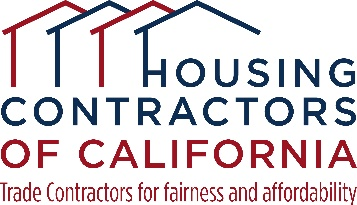 HOUSING
CONTRACTORS
OF CALIFORNIA
Trade Contractors for fairness and affordability